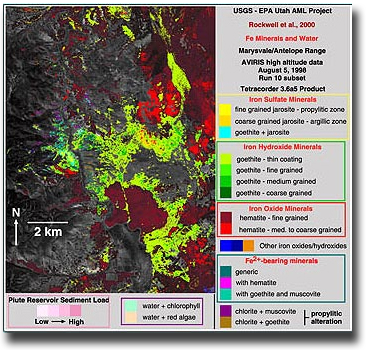 USGS - EPA Utah AML Project
Rockwell et al., 2000
Fe Minerals and Water
Marysvale/Antelope Range
AVIRIS high altitude data
August 5, 1998
Run 10 subset
Tetracorder 3.6a5 Product
Iron Sulfate Minerals
fine grained jarosite - propylitic zone
coarse grained jarosite - argillic zone
goethite + jarosite
Iron Hydroxide Minerals
goethite - thin coating
goethite - fine grained
goethite - medium grained
goethite - coarse grained
Iron Oxide Minerals
hematite - fine grained
hematite - med. to coarse grained
Other iron oxides/hydroxides
Fe2+-bearing minerals
generic
with hematite
with goethite and muscovite
chlorite + muscovite
chlorite + goethite
propylitic
alteration
N
2 km
Piute Reservoir Sediment Load
Low → High
water + chlorophyll
water + red algae